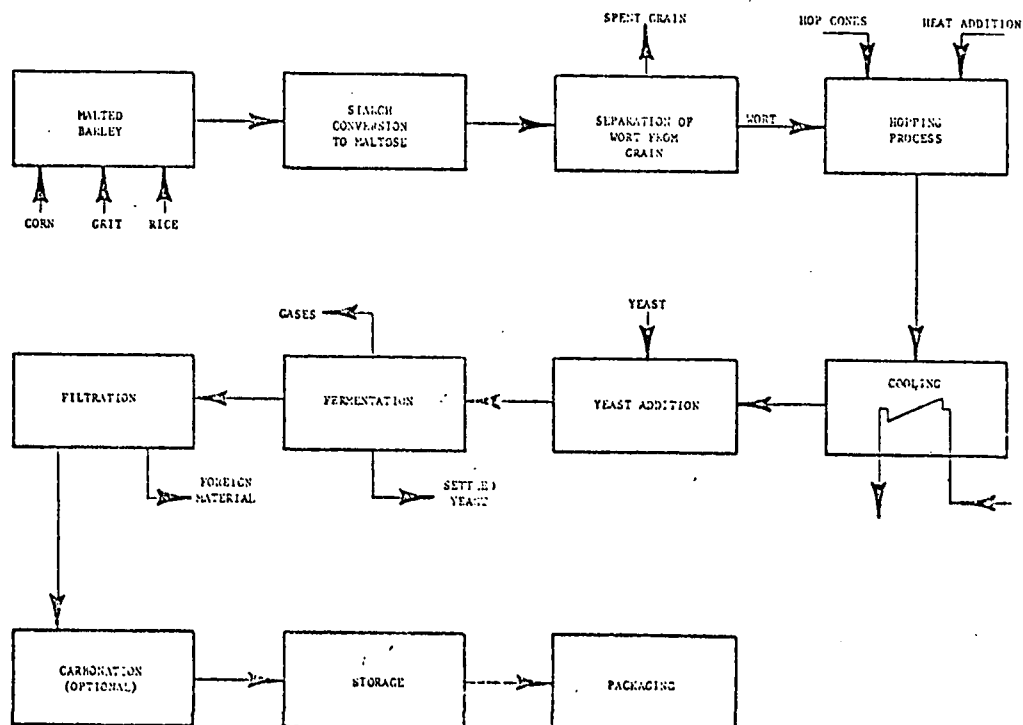 SPENT GRAIN
HOP CONES
HEAT ADDITION
MALTED
BARLEY
STARCH
CONVERSION
TO MALTOSE
SEPARATION OF
WORT FROM
GRAIN
WORT
HOPPING
PROCESS
CORN
GRIT
RICE
GASES
YEAST
COOLING
FILTRATION
FERMENTATION
YEAST ADDITION
FOREIGN
MATERIAL
SETTLED
YEAST
CARBONATION
(OPTIONAL)
STORAGE
PACKAGING